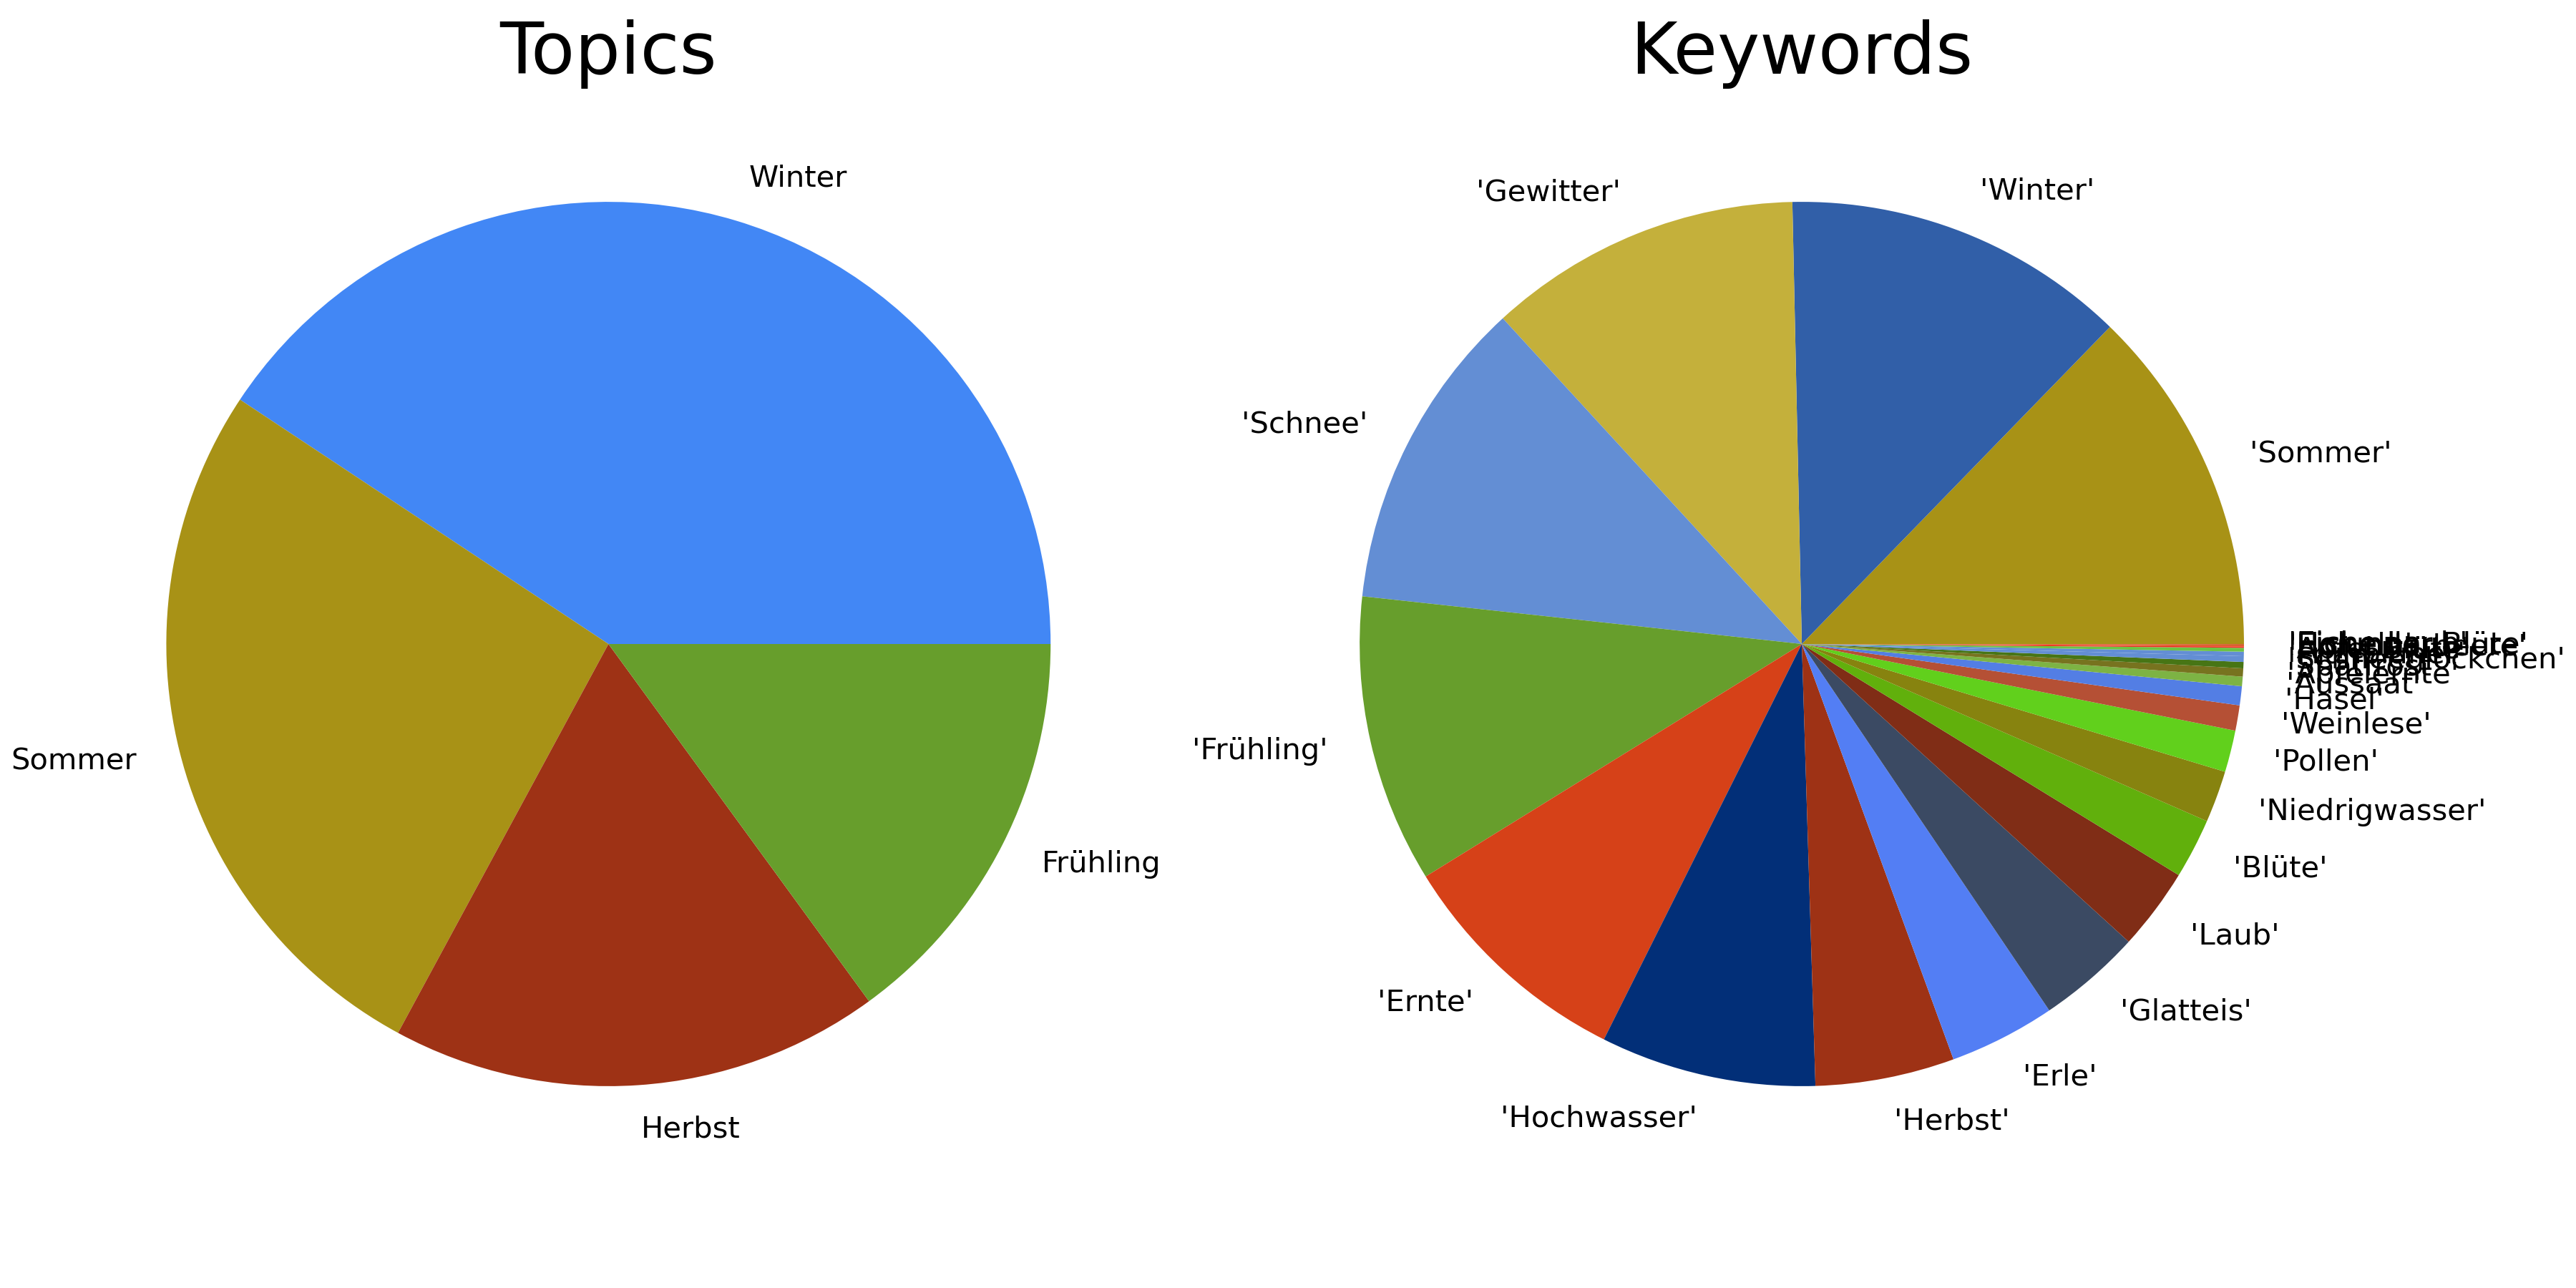 Topics
Keywords
Winter
Sommer
Herbst
Frühling
'Sommer'
'Winter'
'Gewitter'
'Schnee'
'Frühling'
'Ernte'
'Hochwasser'
'Herbst'
'Erle'
'Glatteis'
'Laub'
'Blüte'
'Niedrigwasser'
'Pollen'
'Weinlese'
'Hasel'
'Aussaat'
'Apfelernte'